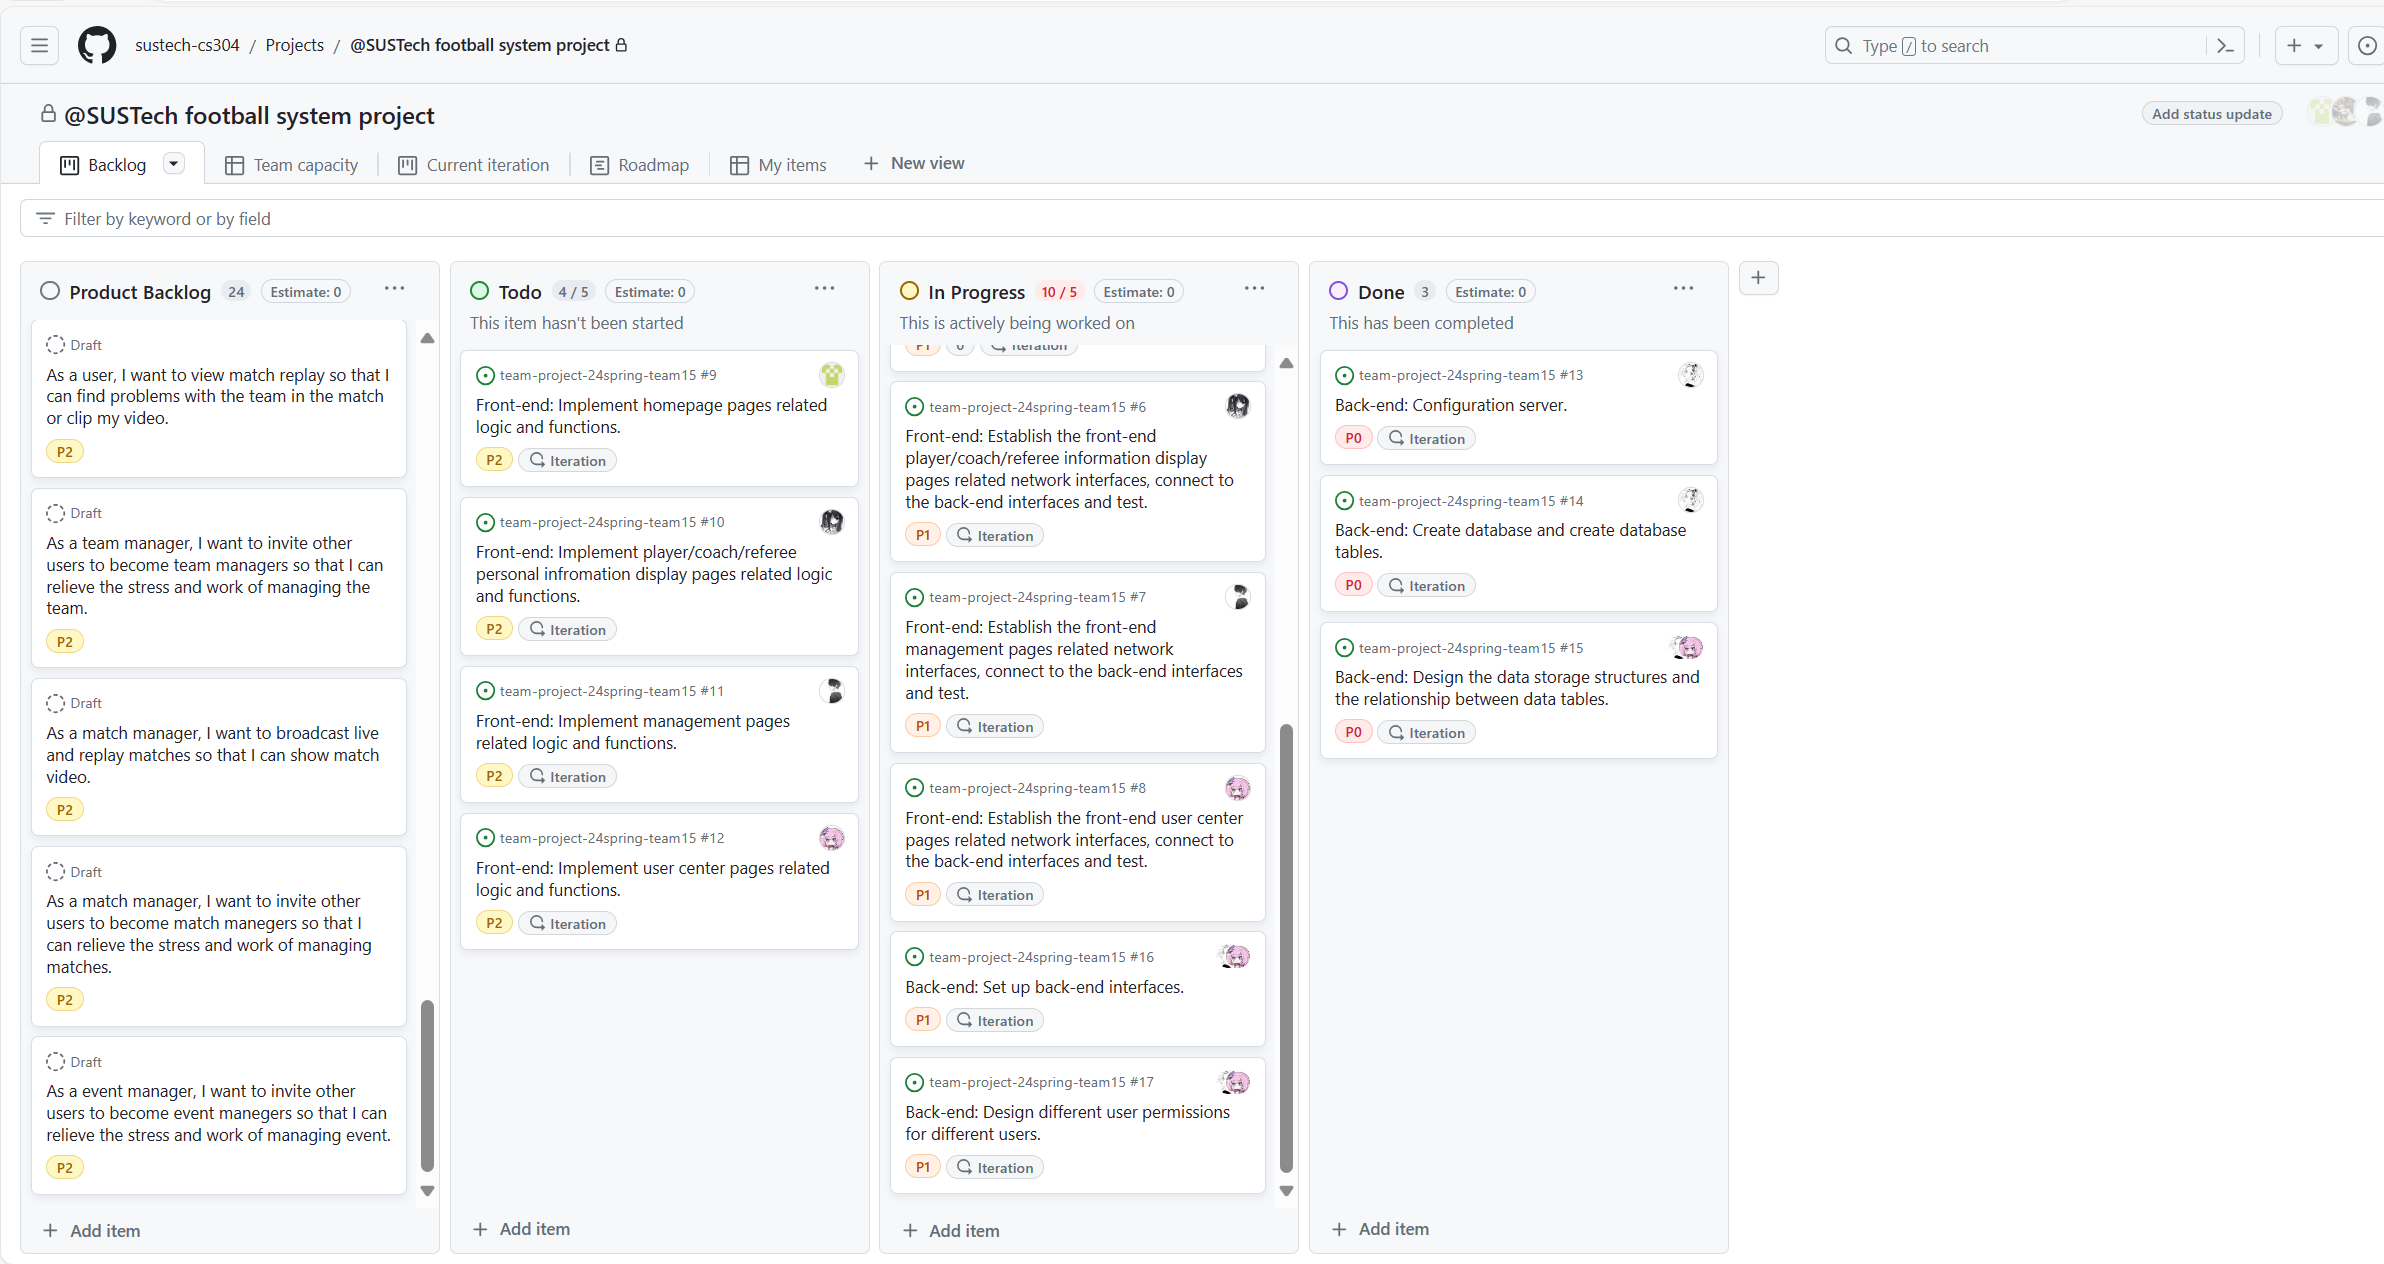 sustech-cs304 / Projects / @SUSTech football system project
Type / to search
@SUSTech football system project
Add status update
Backlog
Team capacity
Current iteration
Roadmap
My items
New view
Filter by keyword or by field
Product Backlog 24 Estimate: 0
Draft
As a user, I want to view match replay so that I
can find problems with the team in the match
or clip my video.
P2
Draft
As a team manager, I want to invite other
users to become team managers so that I can
relieve the stress and work of managing the
team.
P2
Draft
As a match manager, I want to broadcast live
and replay matches so that I can show match
video.
P2
Draft
As a match manager, I want to invite other
users to become match manegers so that I
can relieve the stress and work of managing
matches.
P2
Draft
As a event manager, I want to invite other
users to become event manegers so that I can
relieve the stress and work of managing event.
P2
Add item
Todo 4 / 5 Estimate: 0
This item hasn't been started
team-project-24spring-team15 #9
Front-end: Implement homepage pages related
logic and functions.
P2 Iteration
team-project-24spring-team15 #10
Front-end: Implement player/coach/referee
personal infromation display pages related logic
and functions.
P2 Iteration
team-project-24spring-team15 #11
Front-end: Implement management pages
related logic and functions.
P2 Iteration
team-project-24spring-team15 #12
Front-end: Implement user center pages related
logic and functions.
P2 Iteration
Add item
In Progress 10 / 5 Estimate: 0
This is actively being worked on
P1 0 Iteration
team-project-24spring-team15 #6
Front-end: Establish the front-end
player/coach/referee information display
pages related network interfaces, connect to
the back-end interfaces and test.
P1 Iteration
team-project-24spring-team15 #7
Front-end: Establish the front-end
management pages related network
interfaces, connect to the back-end interfaces
and test.
P1 Iteration
team-project-24spring-team15 #8
Front-end: Establish the front-end user center
pages related network interfaces, connect to
the back-end interfaces and test.
P1 Iteration
team-project-24spring-team15 #16
Back-end: Set up back-end interfaces.
P1 Iteration
team-project-24spring-team15 #17
Back-end: Design different user permissions
for different users.
P1 Iteration
Add item
Done 3 Estimate: 0
This has been completed
team-project-24spring-team15 #13
Back-end: Configuration server.
P0 Iteration
team-project-24spring-team15 #14
Back-end: Create database and create database
tables.
P0 Iteration
team-project-24spring-team15 #15
Back-end: Design the data storage structures and
the relationship between data tables.
P0 Iteration
Add item